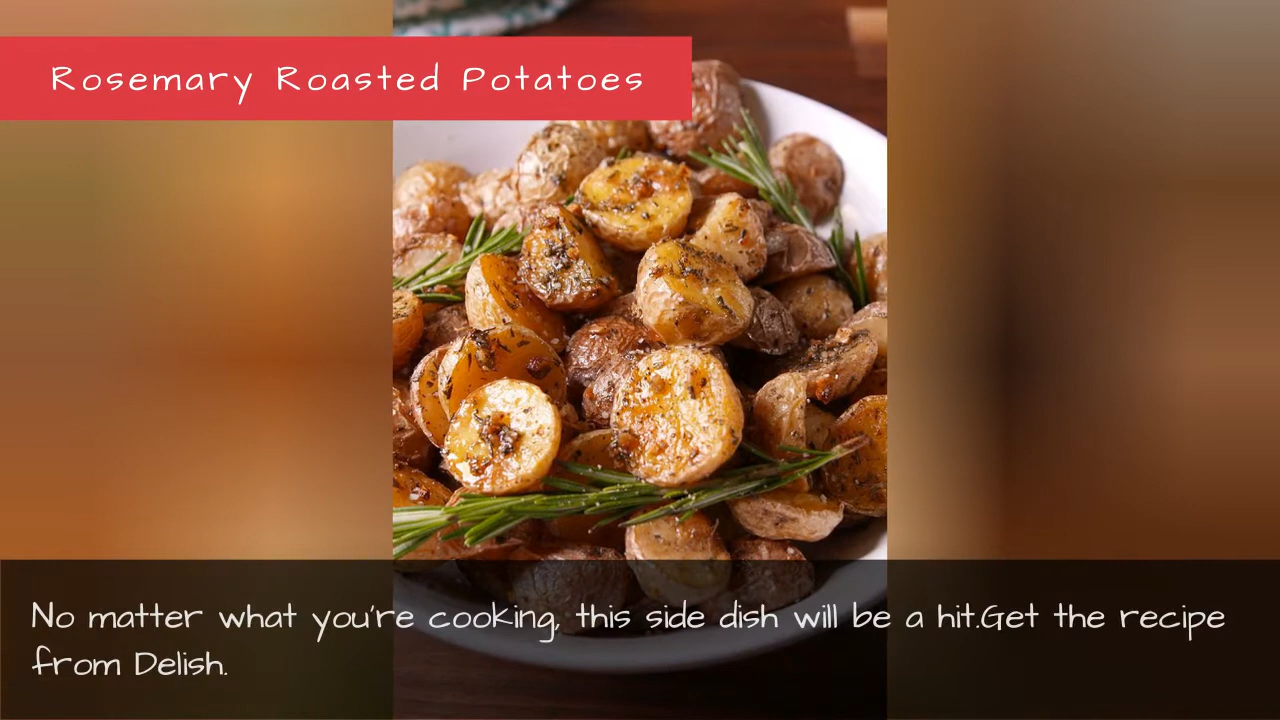 Rosemary Roasted Potatoes
No matter what you're cooking, this side dish will be a hit.Get the recipe
from Delish.